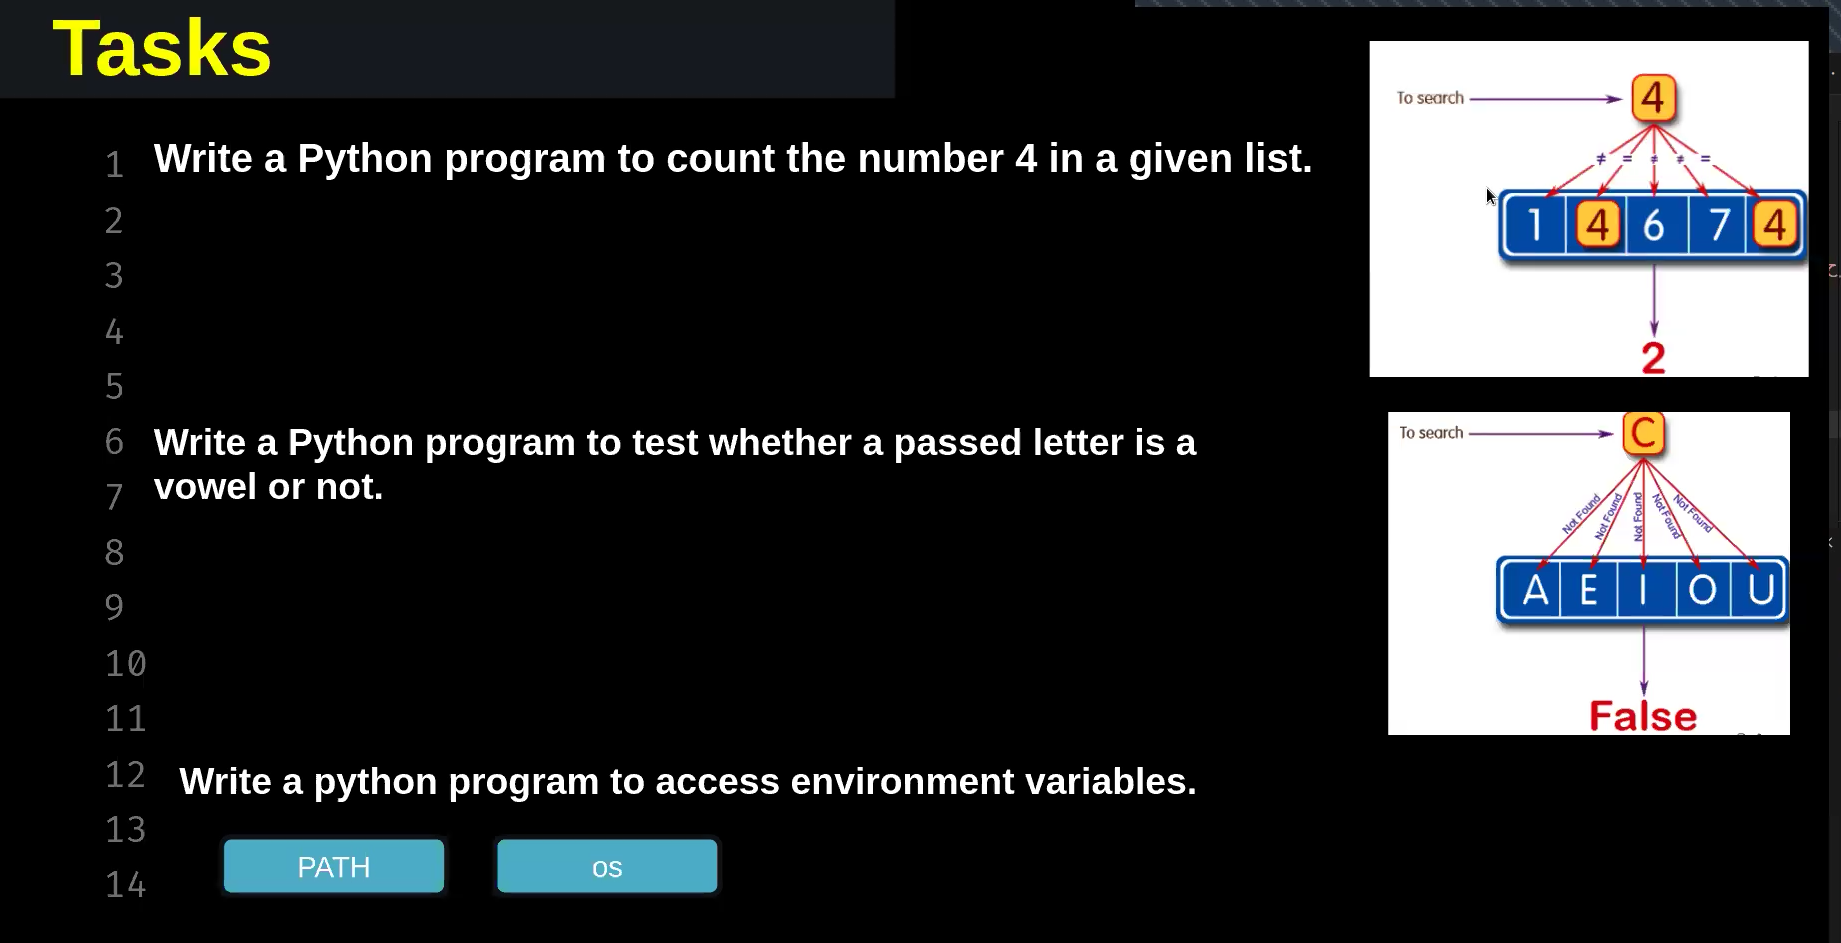 Tasks
1 Write a Python program to count the number 4 in a given list.
2
3
4
5
6 Write a Python program to test whether a passed letter is a
7 vowel or not.
8
9
10
11
12 Write a python program to access environment variables.
13
14
PATH os
To search 4
≠ = ≠ ≠ =
1 4 6 7 4
2
To search C
Not Found Not Found Not Found Not Found Not Found
A E I O U
False